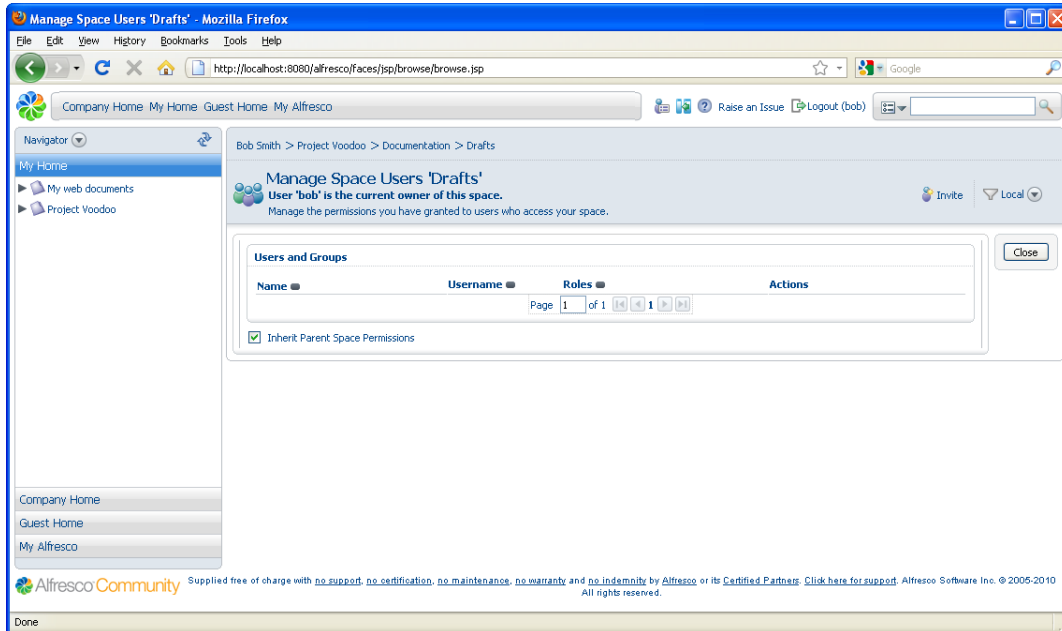 Manage Space Users 'Drafts' - Mozilla Firefox
File Edit View History Bookmarks Tools Help
http://localhost:8080/alfresco/faces/jsp/browse/browse.jsp Google
Company Home My Home Guest Home My Alfresco Raise an Issue Logout (bob)
Navigator
My Home
My web documents
Project Voodoo
Company Home
Guest Home
My Alfresco
Bob Smith > Project Voodoo > Documentation > Drafts
Manage Space Users 'Drafts'
User 'bob' is the current owner of this space.
Manage the permissions you have granted to users who access your space.
Invite Local
Close
Users and Groups
Name Username Roles Actions
Page 1 of 1 1
Inherit Parent Space Permissions
Alfresco Community
Supplied free of charge with no support, no certification, no maintenance, no warranty and no indemnity by Alfresco or its Certified Partners. Click here for support. Alfresco Software Inc. © 2005-2010
All rights reserved.
Done